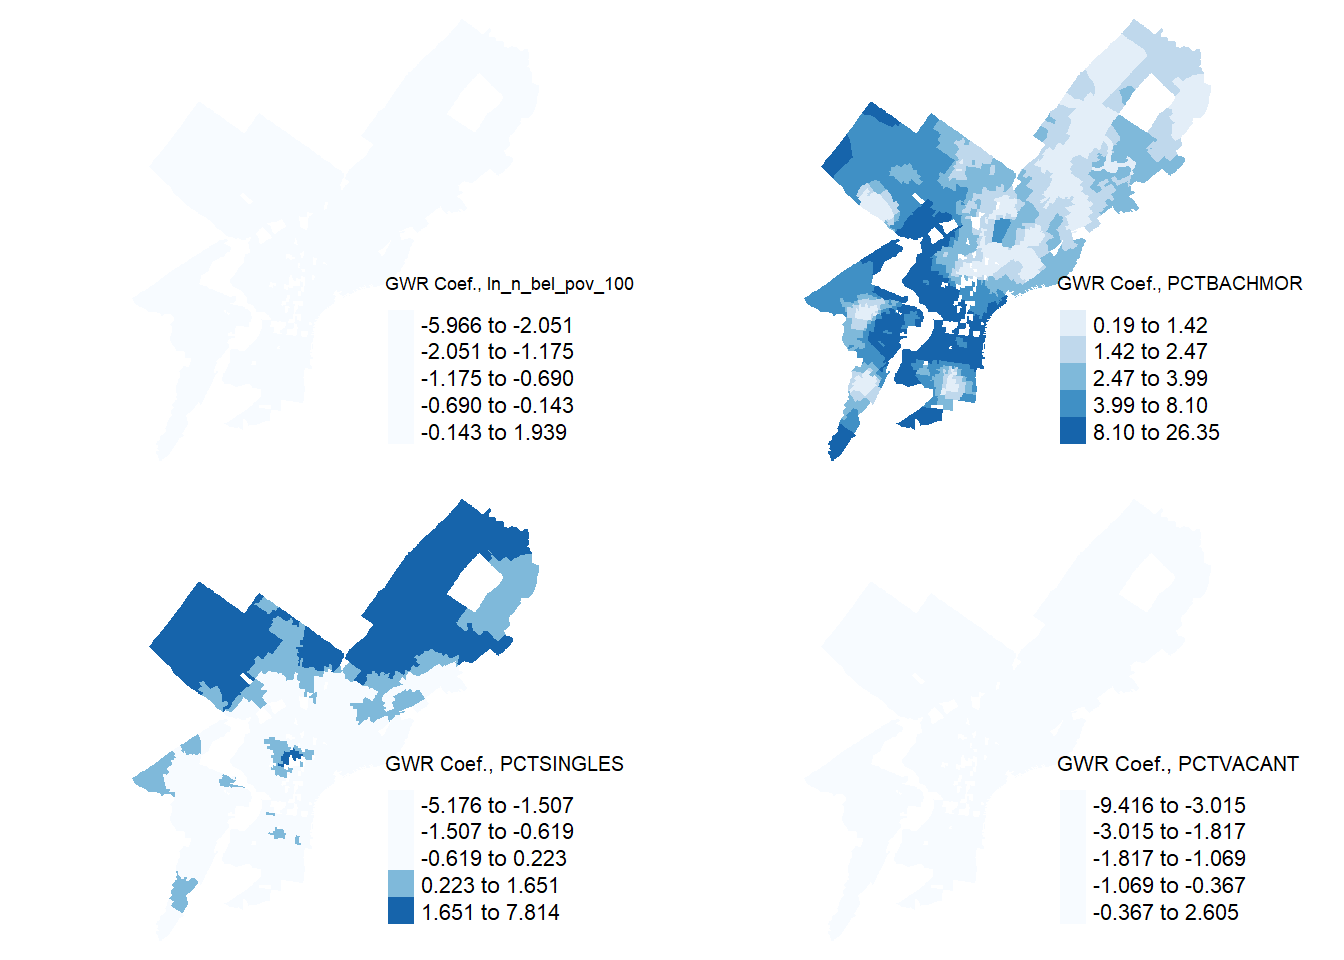 GWR Coef., ln_n_bel_pov_100
-5.966 to -2.051
-2.051 to -1.175
-1.175 to -0.690
-0.690 to -0.143
-0.143 to 1.939
GWR Coef., PCTBACHMOR
0.19 to 1.42
1.42 to 2.47
2.47 to 3.99
3.99 to 8.10
8.10 to 26.35
GWR Coef., PCTSINGLES
-5.176 to -1.507
-1.507 to -0.619
-0.619 to 0.223
0.223 to 1.651
1.651 to 7.814
GWR Coef., PCTVACANT
-9.416 to -3.015
-3.015 to -1.817
-1.817 to -1.069
-1.069 to -0.367
-0.367 to 2.605